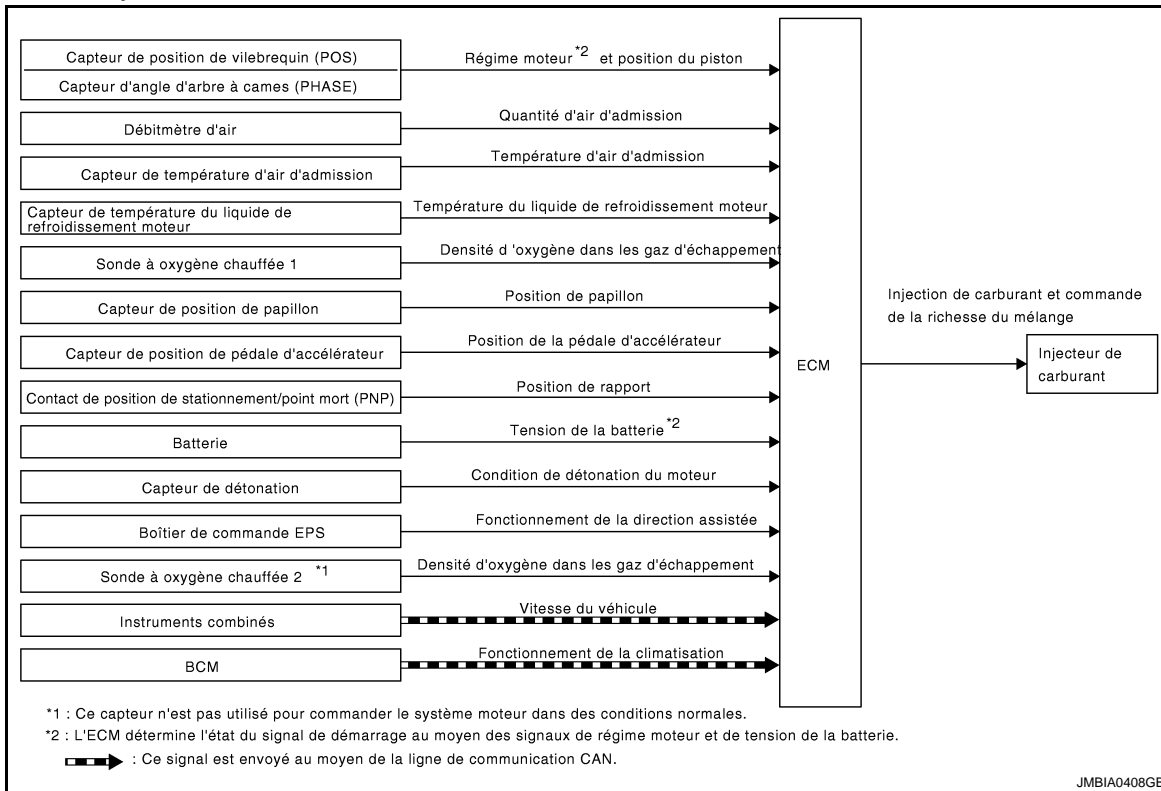 Capteur de position de vilebrequin (POS)
Régime moteur*2 et position du piston
Capteur d'angle d'arbre à cames (PHASE)
Débitmètre d'air
Quantité d'air d'admission
Capteur de température d'air d'admission
Température d'air d'admission
Capteur de température du liquide de
refroidissement moteur
Température du liquide de refroidissement moteur
Sonde à oxygène chauffée 1
Densité d 'oxygène dans les gaz d'échappement
Capteur de position de papillon
Position de papillon
Capteur de position de pédale d'accélérateur
Position de la pédale d'accélérateur
Contact de position de stationnement/point mort (PNP)
Position de rapport
Batterie
Tension de la batterie*2
Capteur de détonation
Condition de détonation du moteur
Boîtier de commande EPS
Fonctionnement de la direction assistée
Sonde à oxygène chauffée 2 *1
Densité d'oxygène dans les gaz d'échappement
Instruments combinés
Vitesse du véhicule
BCM
Fonctionnement de la climatisation
ECM
Injection de carburant et commande
de la richesse du mélange
Injecteur de
carburant
*1 : Ce capteur n'est pas utilisé pour commander le système moteur dans des conditions normales.
*2 : L'ECM détermine l'état du signal de démarrage au moyen des signaux de régime moteur et de tension de la batterie.
: Ce signal est envoyé au moyen de la ligne de communication CAN.